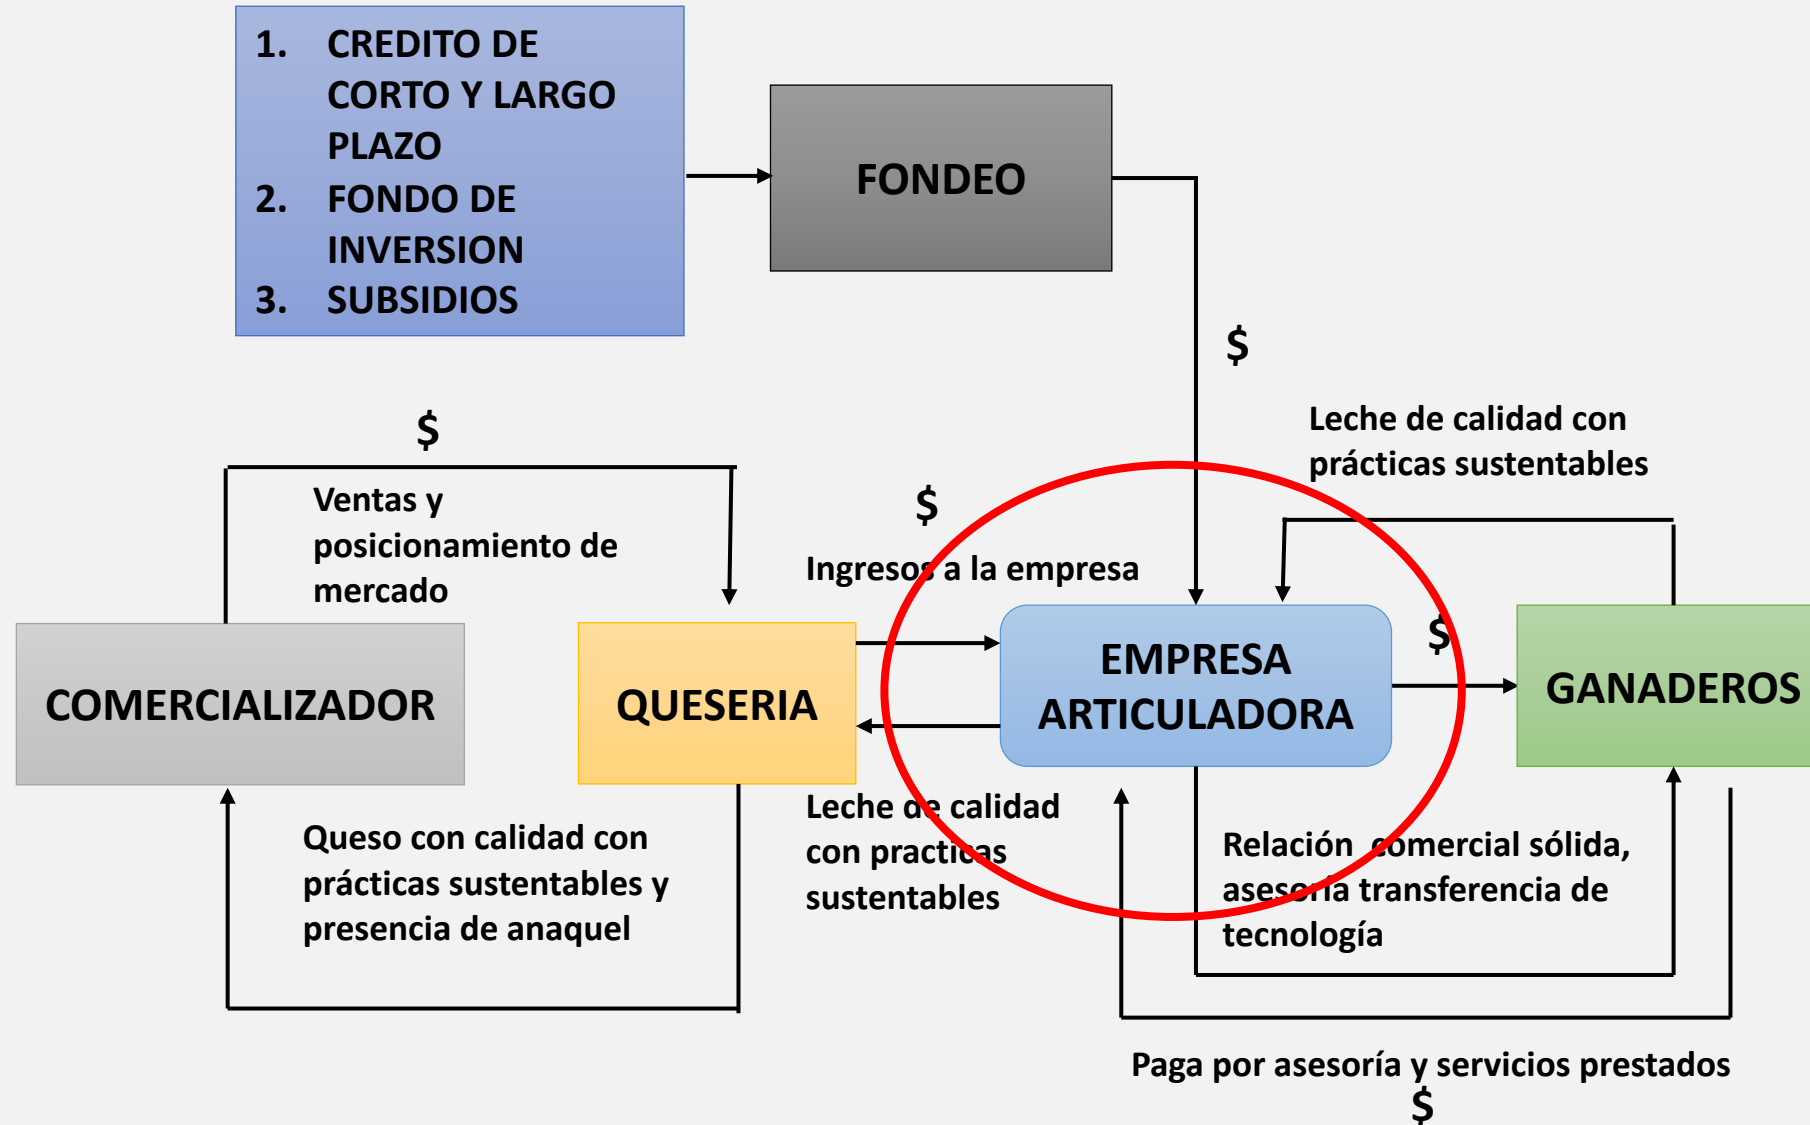 1. CREDITO DE
CORTO Y LARGO
PLAZO
2. FONDO DE
INVERSION
3. SUBSIDIOS
FONDEO
$
$
Leche de calidad con
prácticas sustentables
Ventas y
posicionamiento de
mercado
$
Ingresos a la empresa
$
COMERCIALIZADOR
QUESERIA
EMPRESA
ARTICULADORA
GANADEROS
Queso con calidad con
prácticas sustentables y
presencia de anaquel
Leche de calidad
con practicas
sustentables
Relación comercial sólida,
asesoría transferencia de
tecnología
Paga por asesoría y servicios prestados
$